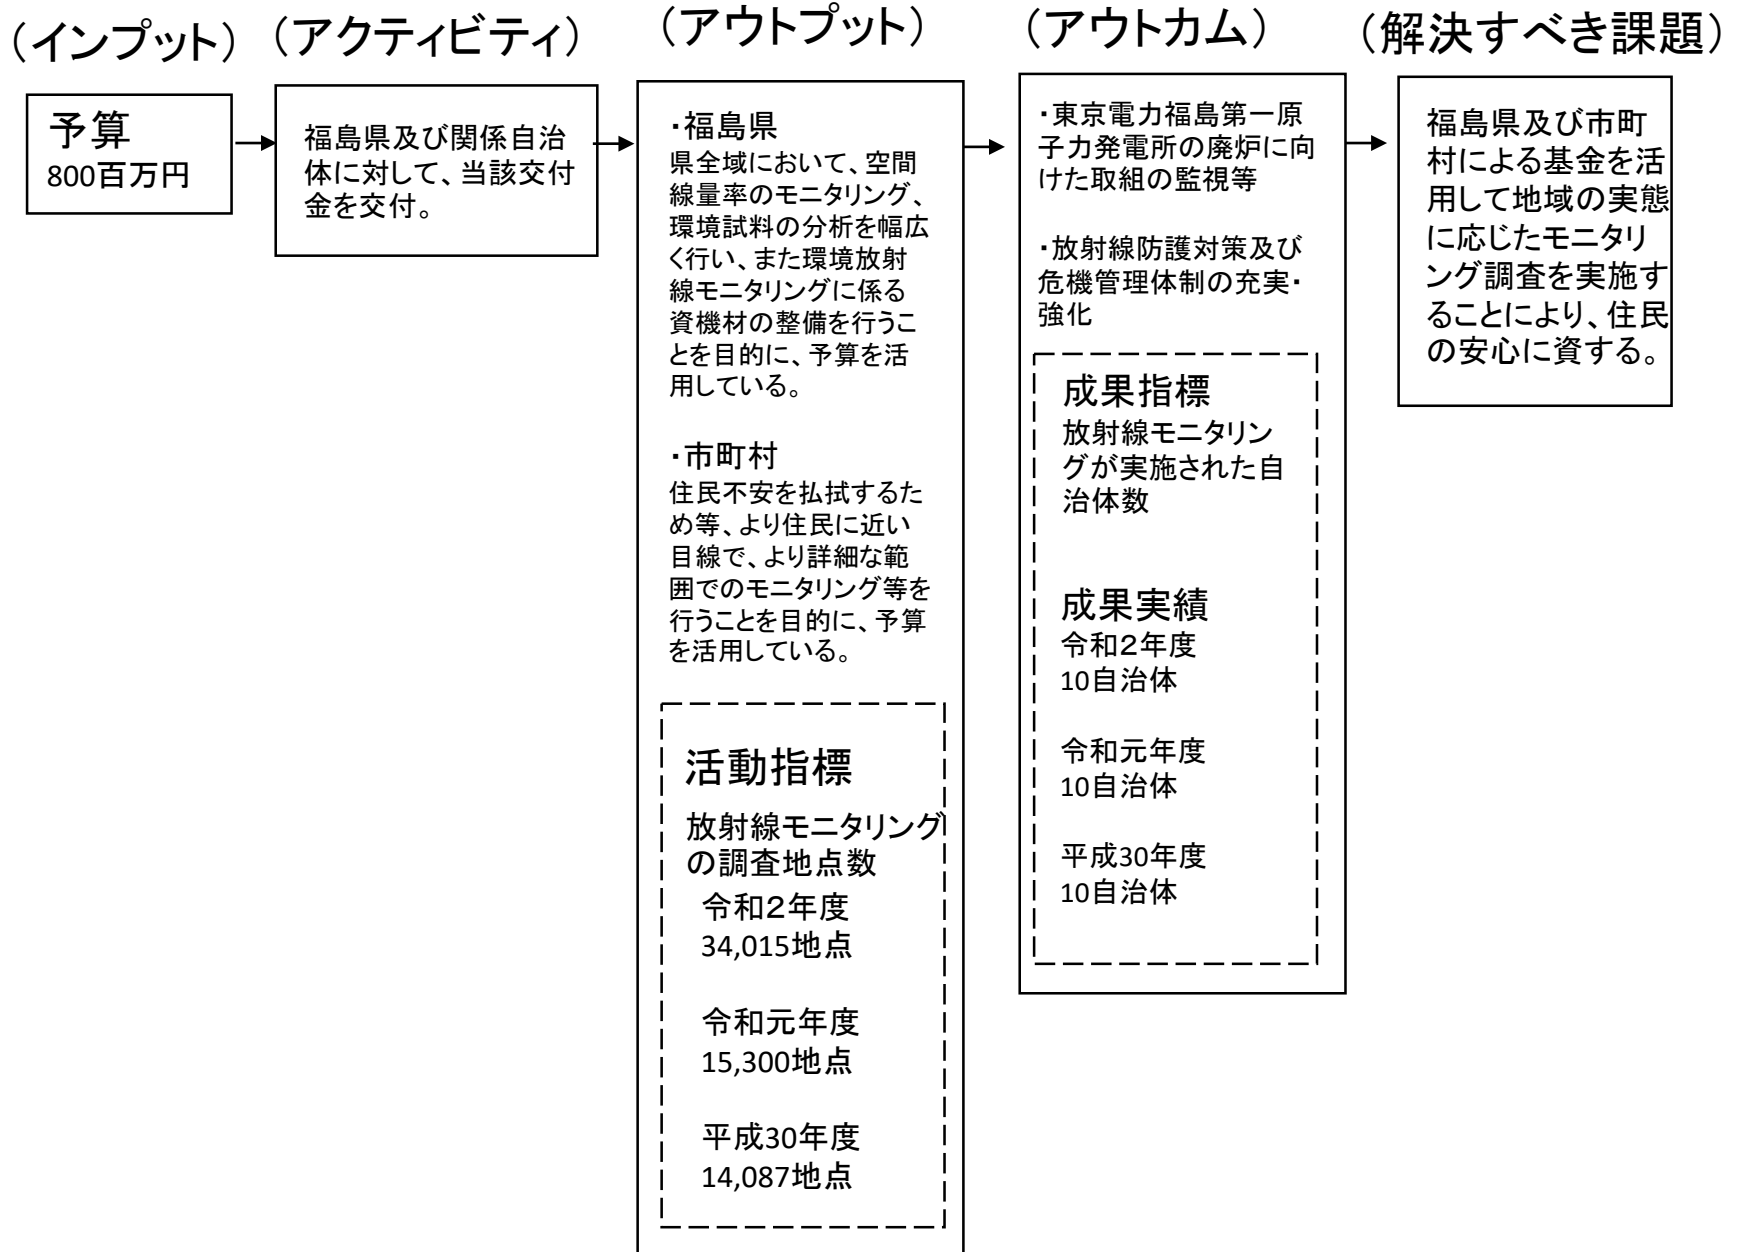 （インプット）
予算
800百万円
（アクティビティ）
福島県及び関係自治
体に対して、当該交付
金を交付。
（アウトプット）
・福島県
県全域において、空間
線量率のモニタリング、
環境試料の分析を幅広
く行い、また環境放射
線モニタリングに係る
資機材の整備を行うこ
とを目的に、予算を活
用している。
・市町村
住民不安を払拭するた
め等、より住民に近い
目線で、より詳細な範
囲でのモニタリング等を
行うことを目的に、予算
を活用している。
活動指標
放射線モニタリング
の調査地点数
令和２年度
34,015地点
令和元年度
15,300地点
平成30年度
14,087地点
（アウトカム）
・東京電力福島第一原
子力発電所の廃炉に向
けた取組の監視等
・放射線防護対策及び
危機管理体制の充実・
強化
成果指標
放射線モニタリン
グが実施された自
治体数
成果実績
令和２年度
10自治体
令和元年度
10自治体
平成30年度
10自治体
（解決すべき課題）
福島県及び市町
村による基金を活
用して地域の実態
に応じたモニタリ
ング調査を実施す
ることにより、住民
の安心に資する。